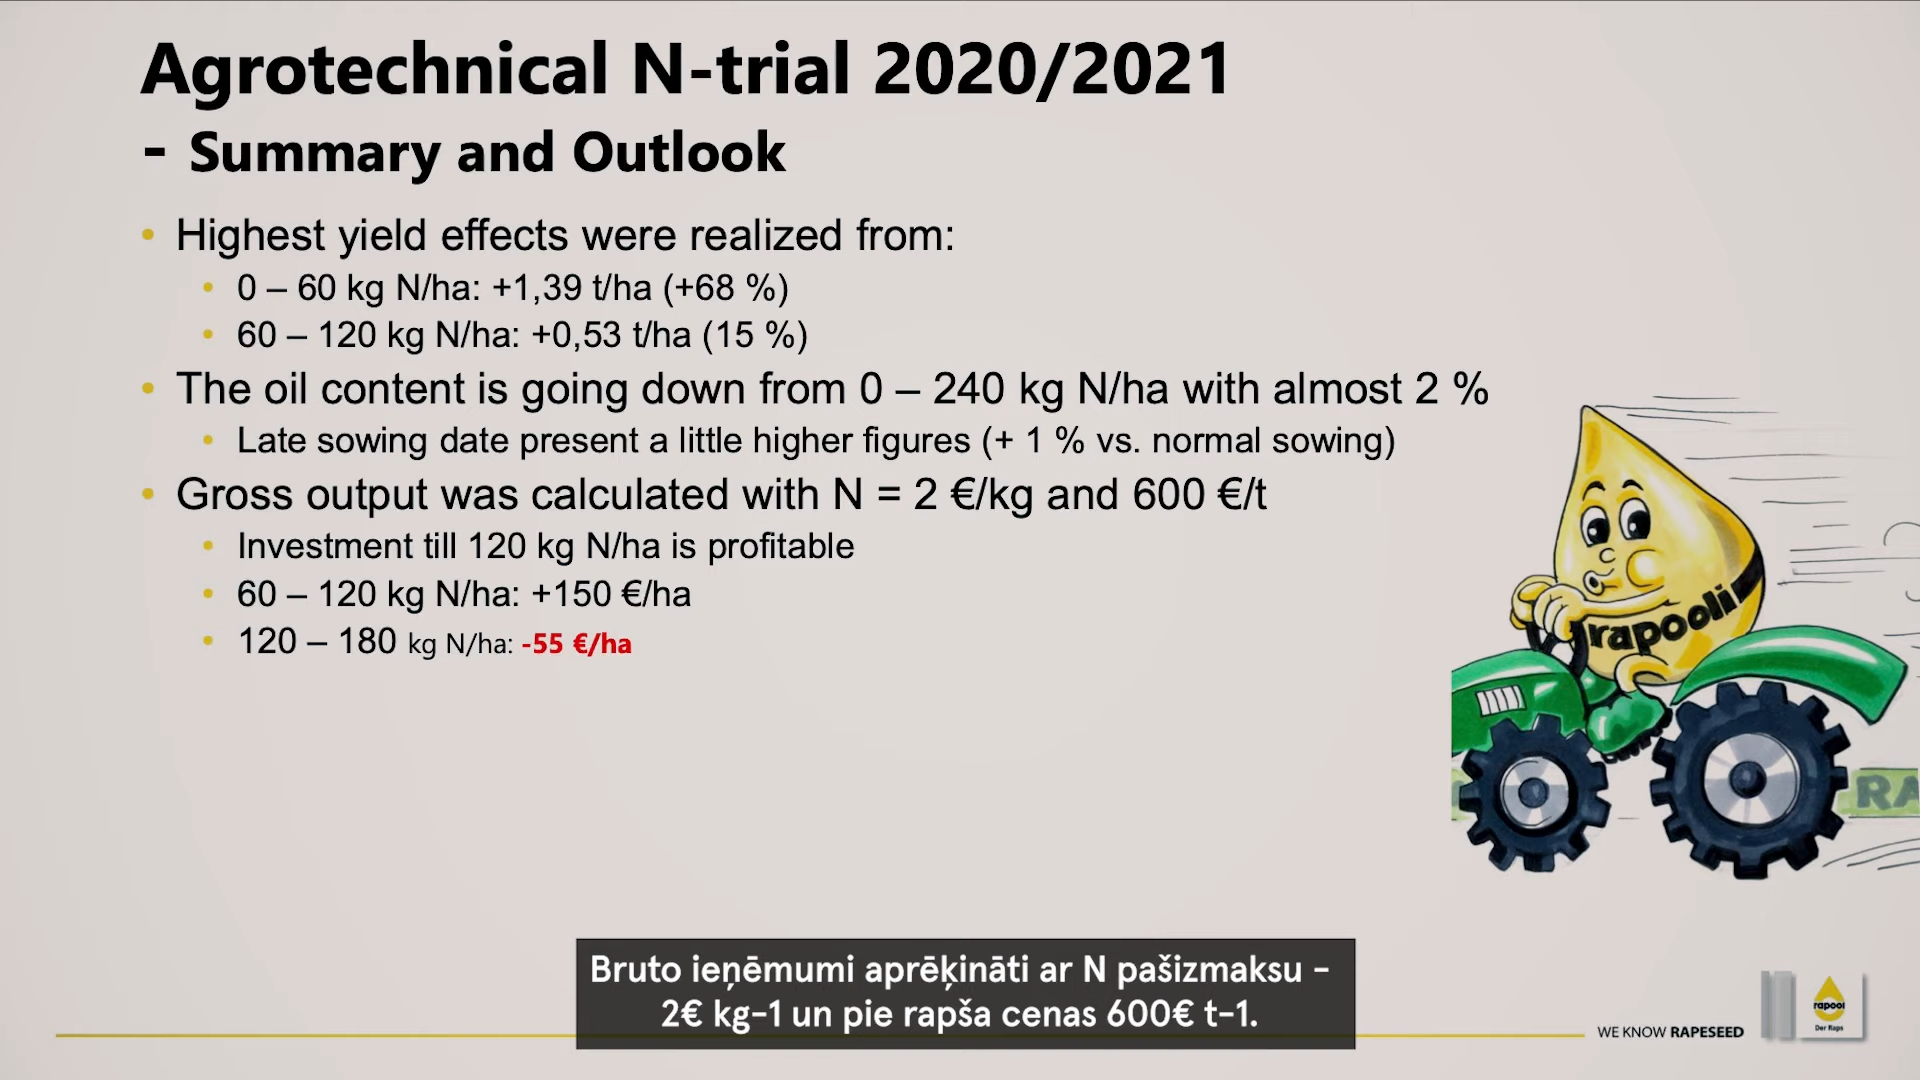 Agrotechnical N-trial 2020/2021
- Summary and Outlook
• Highest yield effects were realized from:
• 0 – 60 kg N/ha: +1,39 t/ha (+68 %)
• 60 – 120 kg N/ha: +0,53 t/ha (15 %)
• The oil content is going down from 0 – 240 kg N/ha with almost 2 %
• Late sowing date present a little higher figures (+ 1 % vs. normal sowing)
• Gross output was calculated with N = 2 €/kg and 600 €/t
• Investment till 120 kg N/ha is profitable
• 60 – 120 kg N/ha: +150 €/ha
• 120 – 180 kg N/ha: -55 €/ha
rapooli
RA
Bruto ieņēmumi aprēķināti ar N pašizmaksu –
2€ kg-1 un pie rapša cenas 600€ t-1.
WE KNOW RAPESEED
rapool
Der Raps